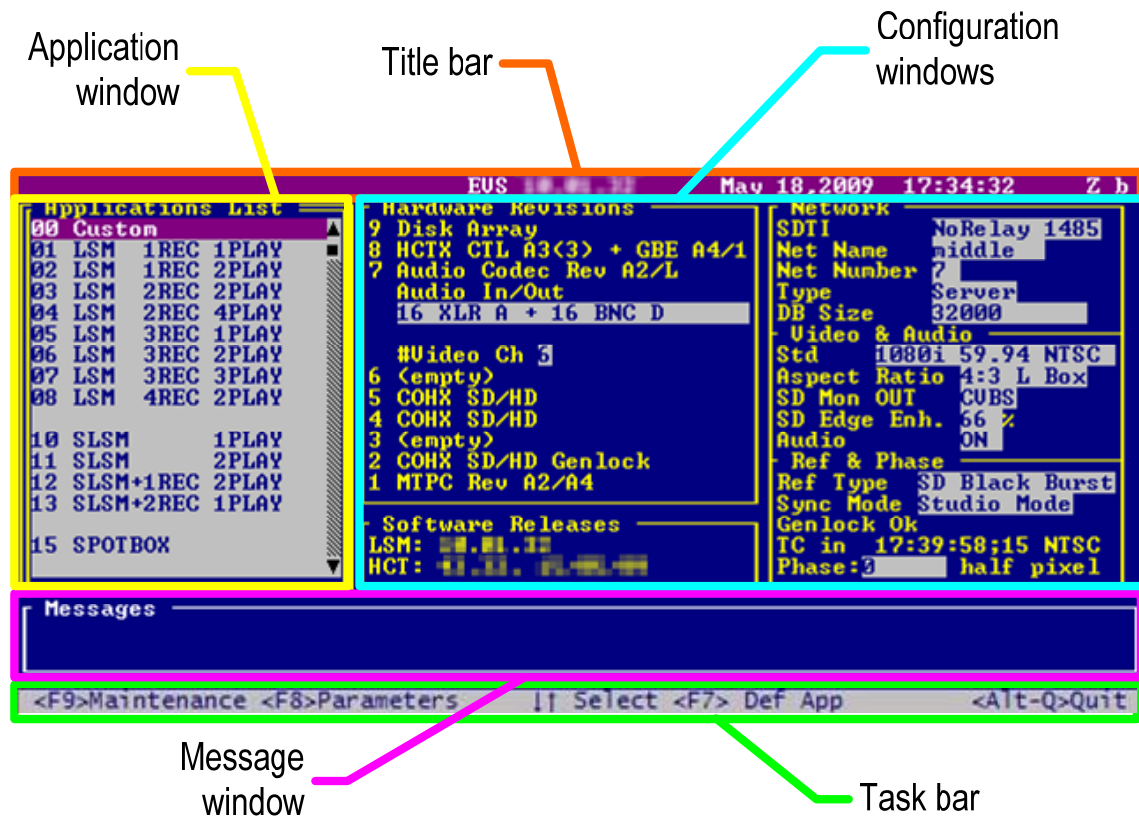 Application
window
Title bar
Configuration
windows
EVS May 18,2009 17:34:32 Z b
Applications List
00 Custom
01 LSM 1REC 1PLAY
02 LSM 1REC 2PLAY
03 LSM 2REC 2PLAY
04 LSM 2REC 4PLAY
05 LSM 3REC 1PLAY
06 LSM 3REC 2PLAY
07 LSM 3REC 3PLAY
08 LSM 4REC 2PLAY
10 SLSM 1PLAY
11 SLSM 2PLAY
12 SLSM+1REC 2PLAY
13 SLSM+2REC 1PLAY
15 SPOTBOX
Hardware Revisions
9 Disk Array
8 HCTX CTL A3(3) + GBE A4/1
7 Audio Codec Rev A2/L
Audio In/Out
16 XLR A + 16 BNC D
#Video Ch 6
6 (empty)
5 COHX SD/HD
4 COHX SD/HD
3 (empty)
2 COHX SD/HD Genlock
1 MTPC Rev A2/A4
Software Releases
LSM:
HCT:
Network
SDTI NoRelay 1485
Net Name middle
Net Number 7
Type Server
DB Size 32000
Video & Audio
Std 1080i 59.94 NTSC
Aspect Ratio 4:3 L Box
SD Mon OUT CVBS
SD Edge Enh. 66 %
Audio ON
Ref & Phase
Ref Type SD Black Burst
Sync Mode Studio Mode
Genlock Ok
TC in 17:39:58;15 NTSC
Phase:0 half pixel
Messages
<F9>Maintenance <F8>Parameters ↓↑ Select <F7> Def App <Alt-Q>Quit
Message
window
Task bar